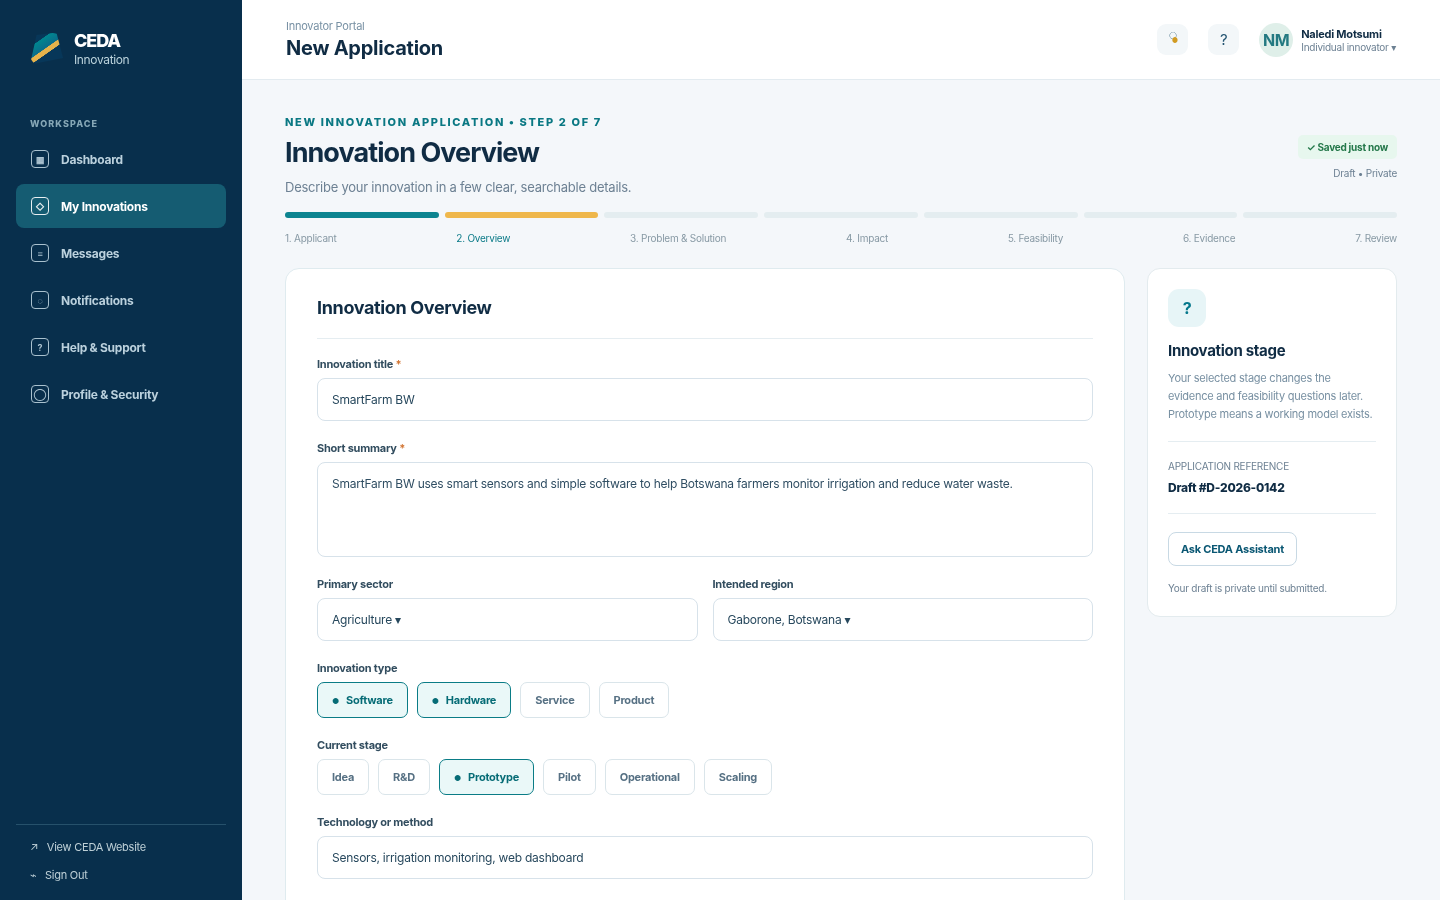 CEDA
Innovation
WORKSPACE
Dashboard
My Innovations
Messages
Notifications
? Help & Support
Profile & Security
↗ View CEDA Website
Sign Out
Innovator Portal
New Application
?
NM
Naledi Motsumi
Individual innovator ▾
NEW INNOVATION APPLICATION • STEP 2 OF 7
Innovation Overview
Describe your innovation in a few clear, searchable details.
✓ Saved just now
Draft • Private
1. Applicant
2. Overview
3. Problem & Solution
4. Impact
5. Feasibility
6. Evidence
7. Review
Innovation Overview
Innovation title *
SmartFarm BW
Short summary *
SmartFarm BW uses smart sensors and simple software to help Botswana farmers monitor irrigation and reduce water waste.
Primary sector
Agriculture ▾
Intended region
Gaborone, Botswana ▾
Innovation type
● Software
● Hardware
Service
Product
Current stage
Idea
R&D
● Prototype
Pilot
Operational
Scaling
Technology or method
Sensors, irrigation monitoring, web dashboard
?
Innovation stage
Your selected stage changes the
evidence and feasibility questions later.
Prototype means a working model exists.
APPLICATION REFERENCE
Draft #D-2026-0142
Ask CEDA Assistant
Your draft is private until submitted.